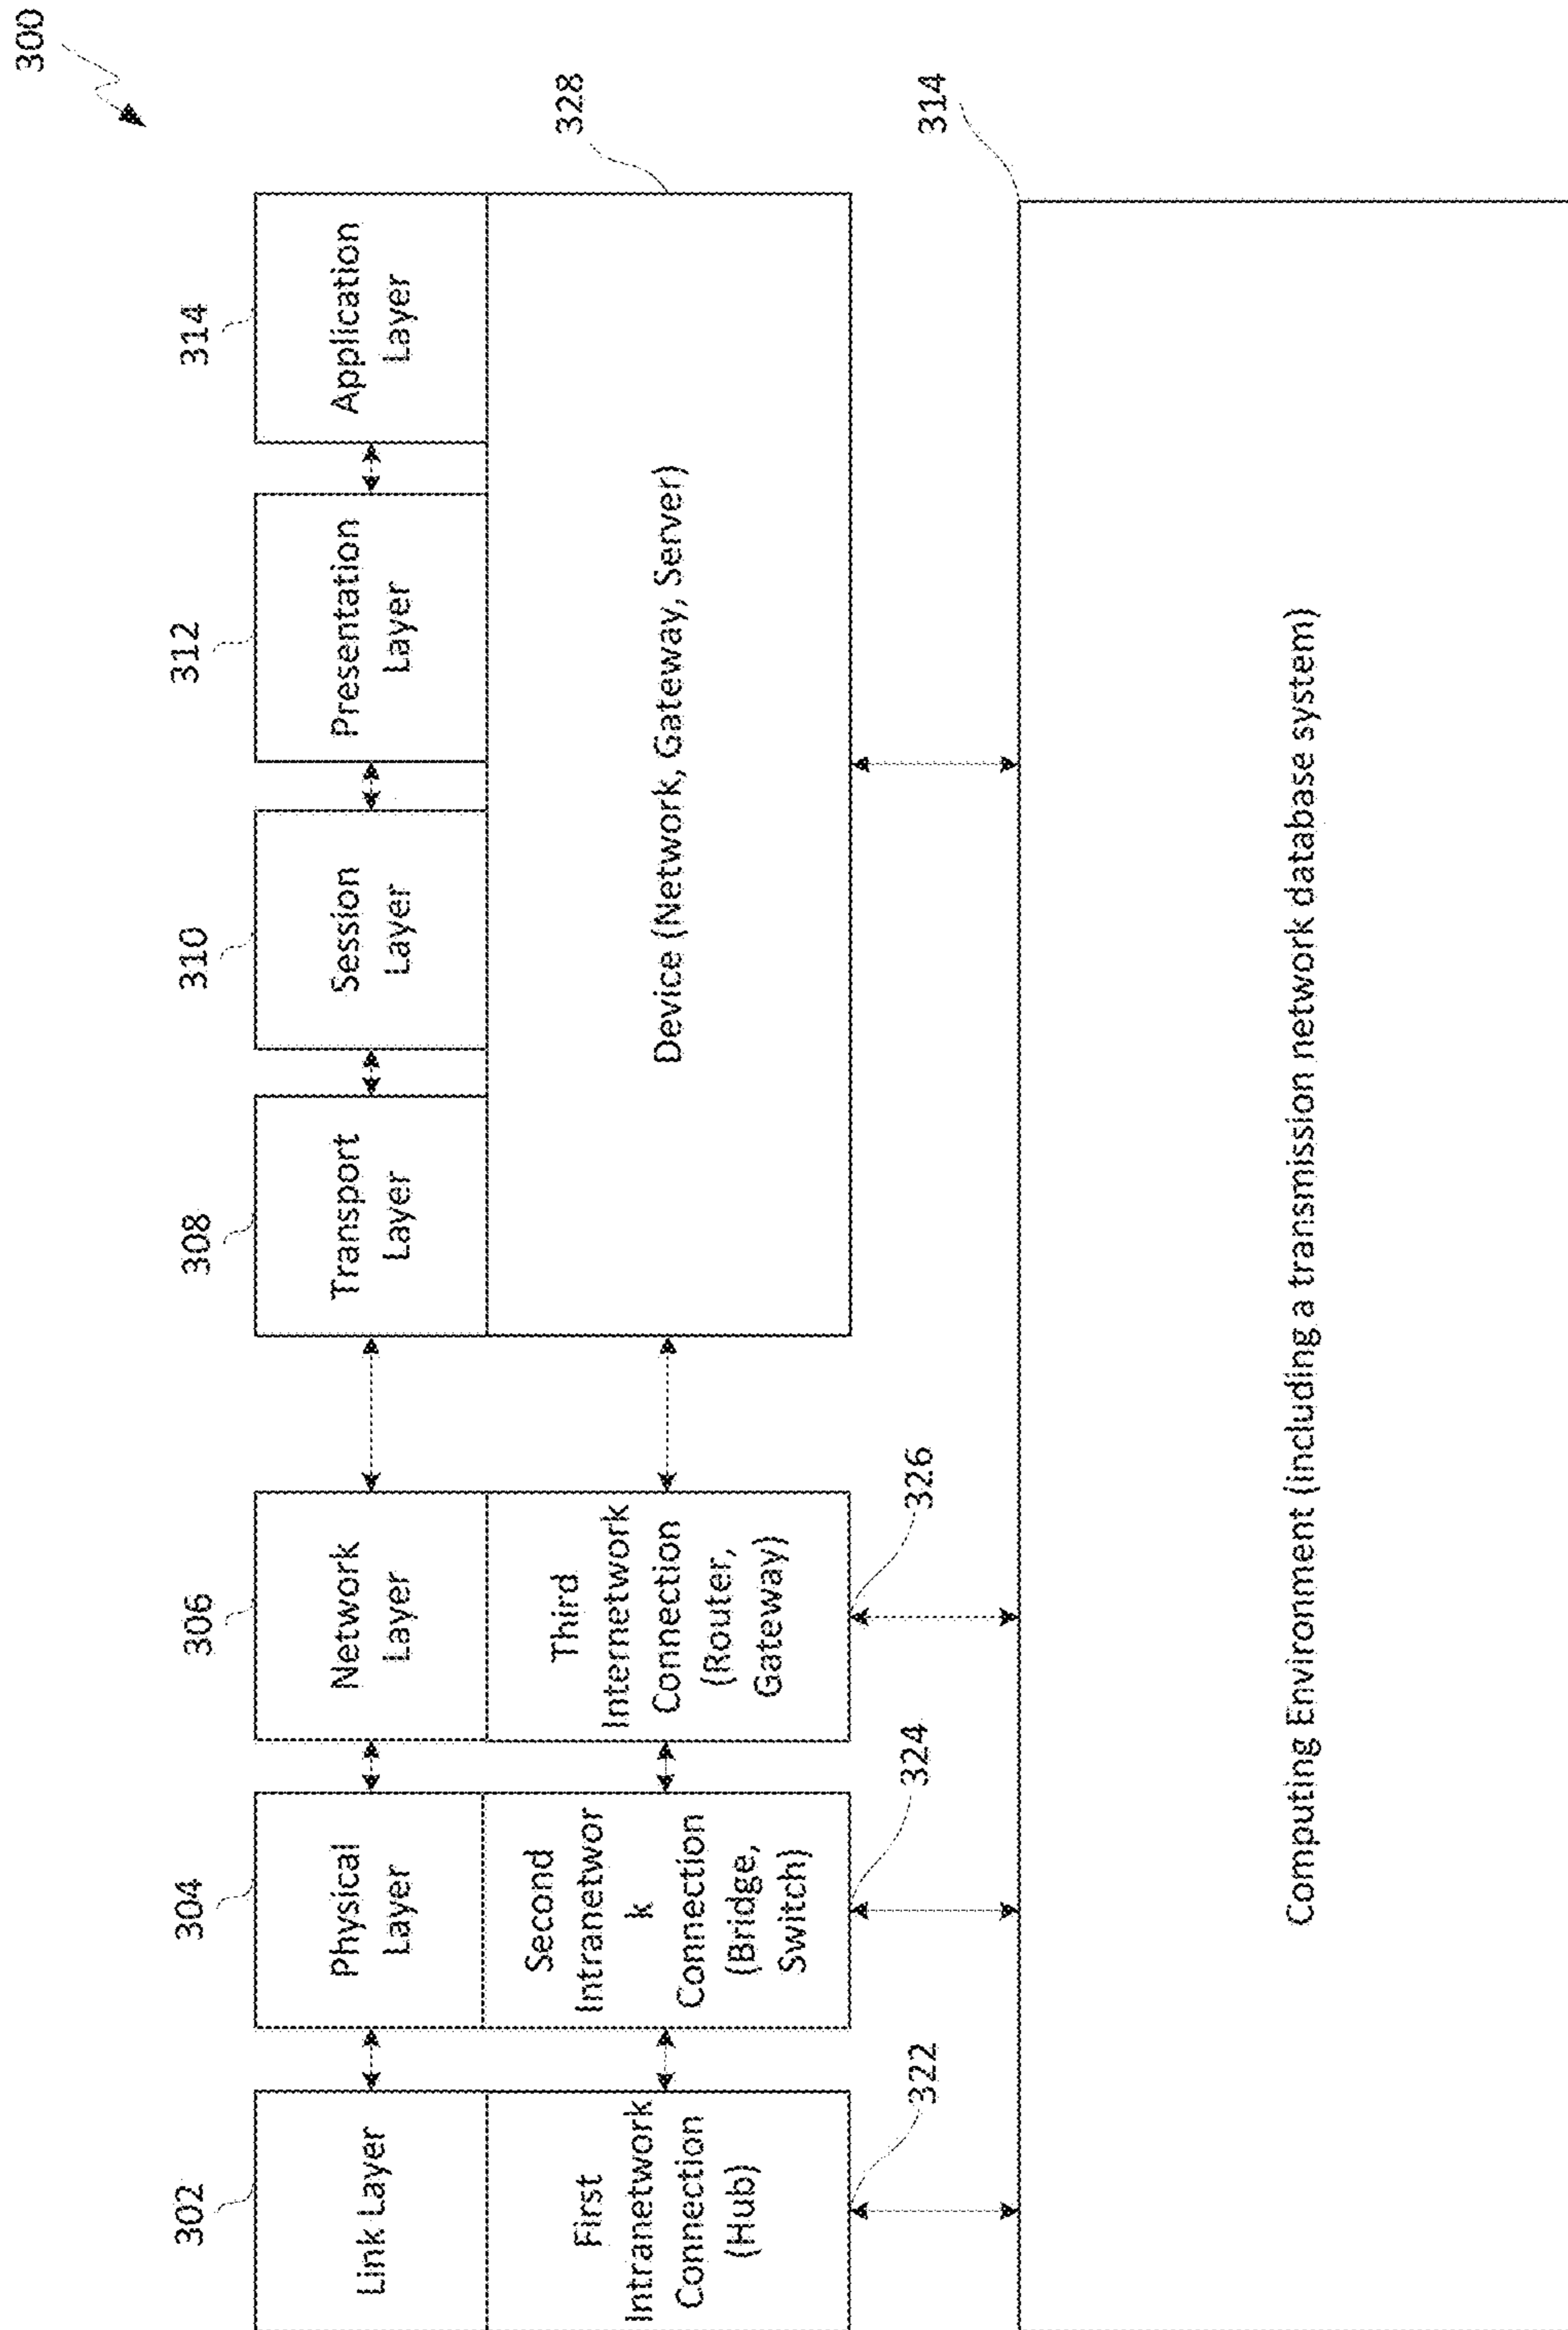 300
302
304
306
308
310
312
314
Link Layer
Physical
Layer
Network
Layer
Transport
Layer
Session
Layer
Presentation
Layer
Application
Layer
First
Intranetwork
Connection
(Hub)
Second
Intranetwor
k
Connection
(Bridge,
Switch)
Third
Internetwork
Connection
(Router,
Gateway)
Device (Network, Gateway, Server)
328
322
324
326
314
Computing Environment (including a transmission network database system)